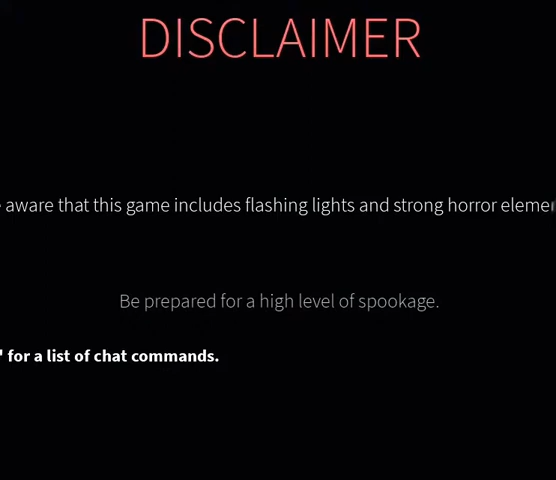 DISCLAIMER
aware that this game includes flashing lights and strong horror
Be prepared for a high level of spookage.
' for a list of chat commands.